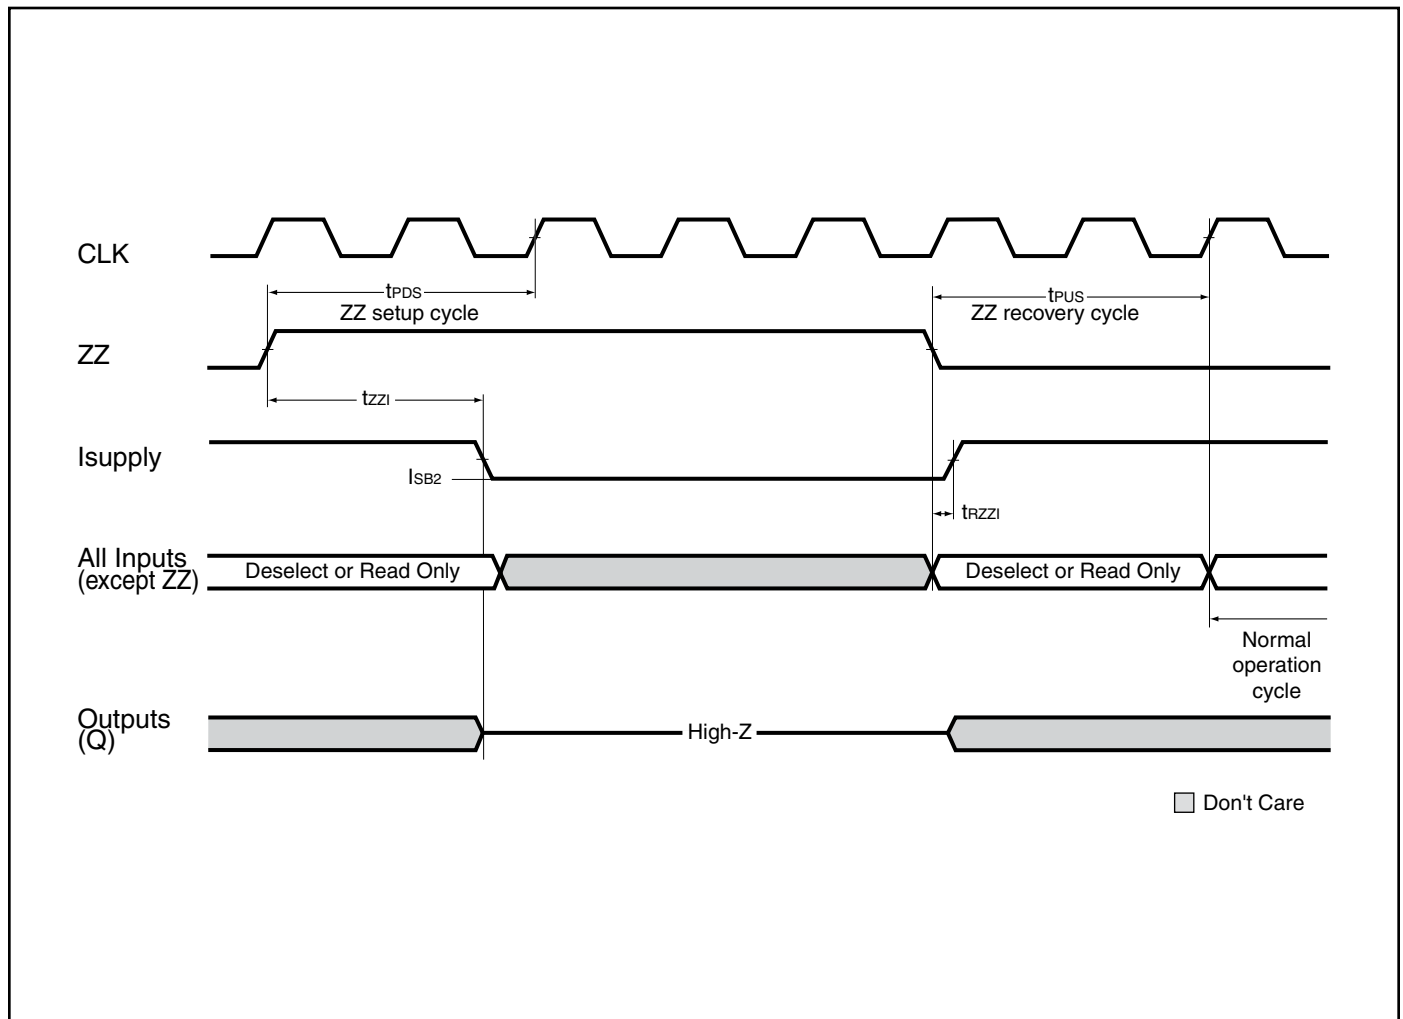 CLK
tPDS
ZZ setup cycle
tPUS
ZZ recovery cycle
ZZ
tZZI
Isupply
ISB2
tRZZI
All Inputs
(except ZZ)
Deselect or Read Only
Deselect or Read Only
Normal
operation
cycle
Outputs
(Q)
High-Z
Don't Care